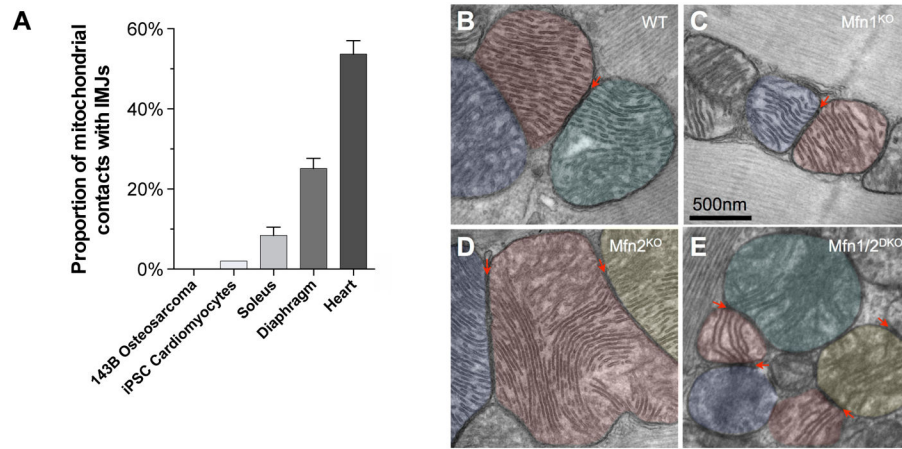 A
Proportion of mitochondrial
contacts with IMJs
60%
40%
20%
0%
143B Osteosarcoma
iPSC Cardiomyocytes
Soleus
Diaphragm
Heart
B
WT
C
Mfn1KO
500nm
D
Mfn2KO
E
Mfn1/2DKO